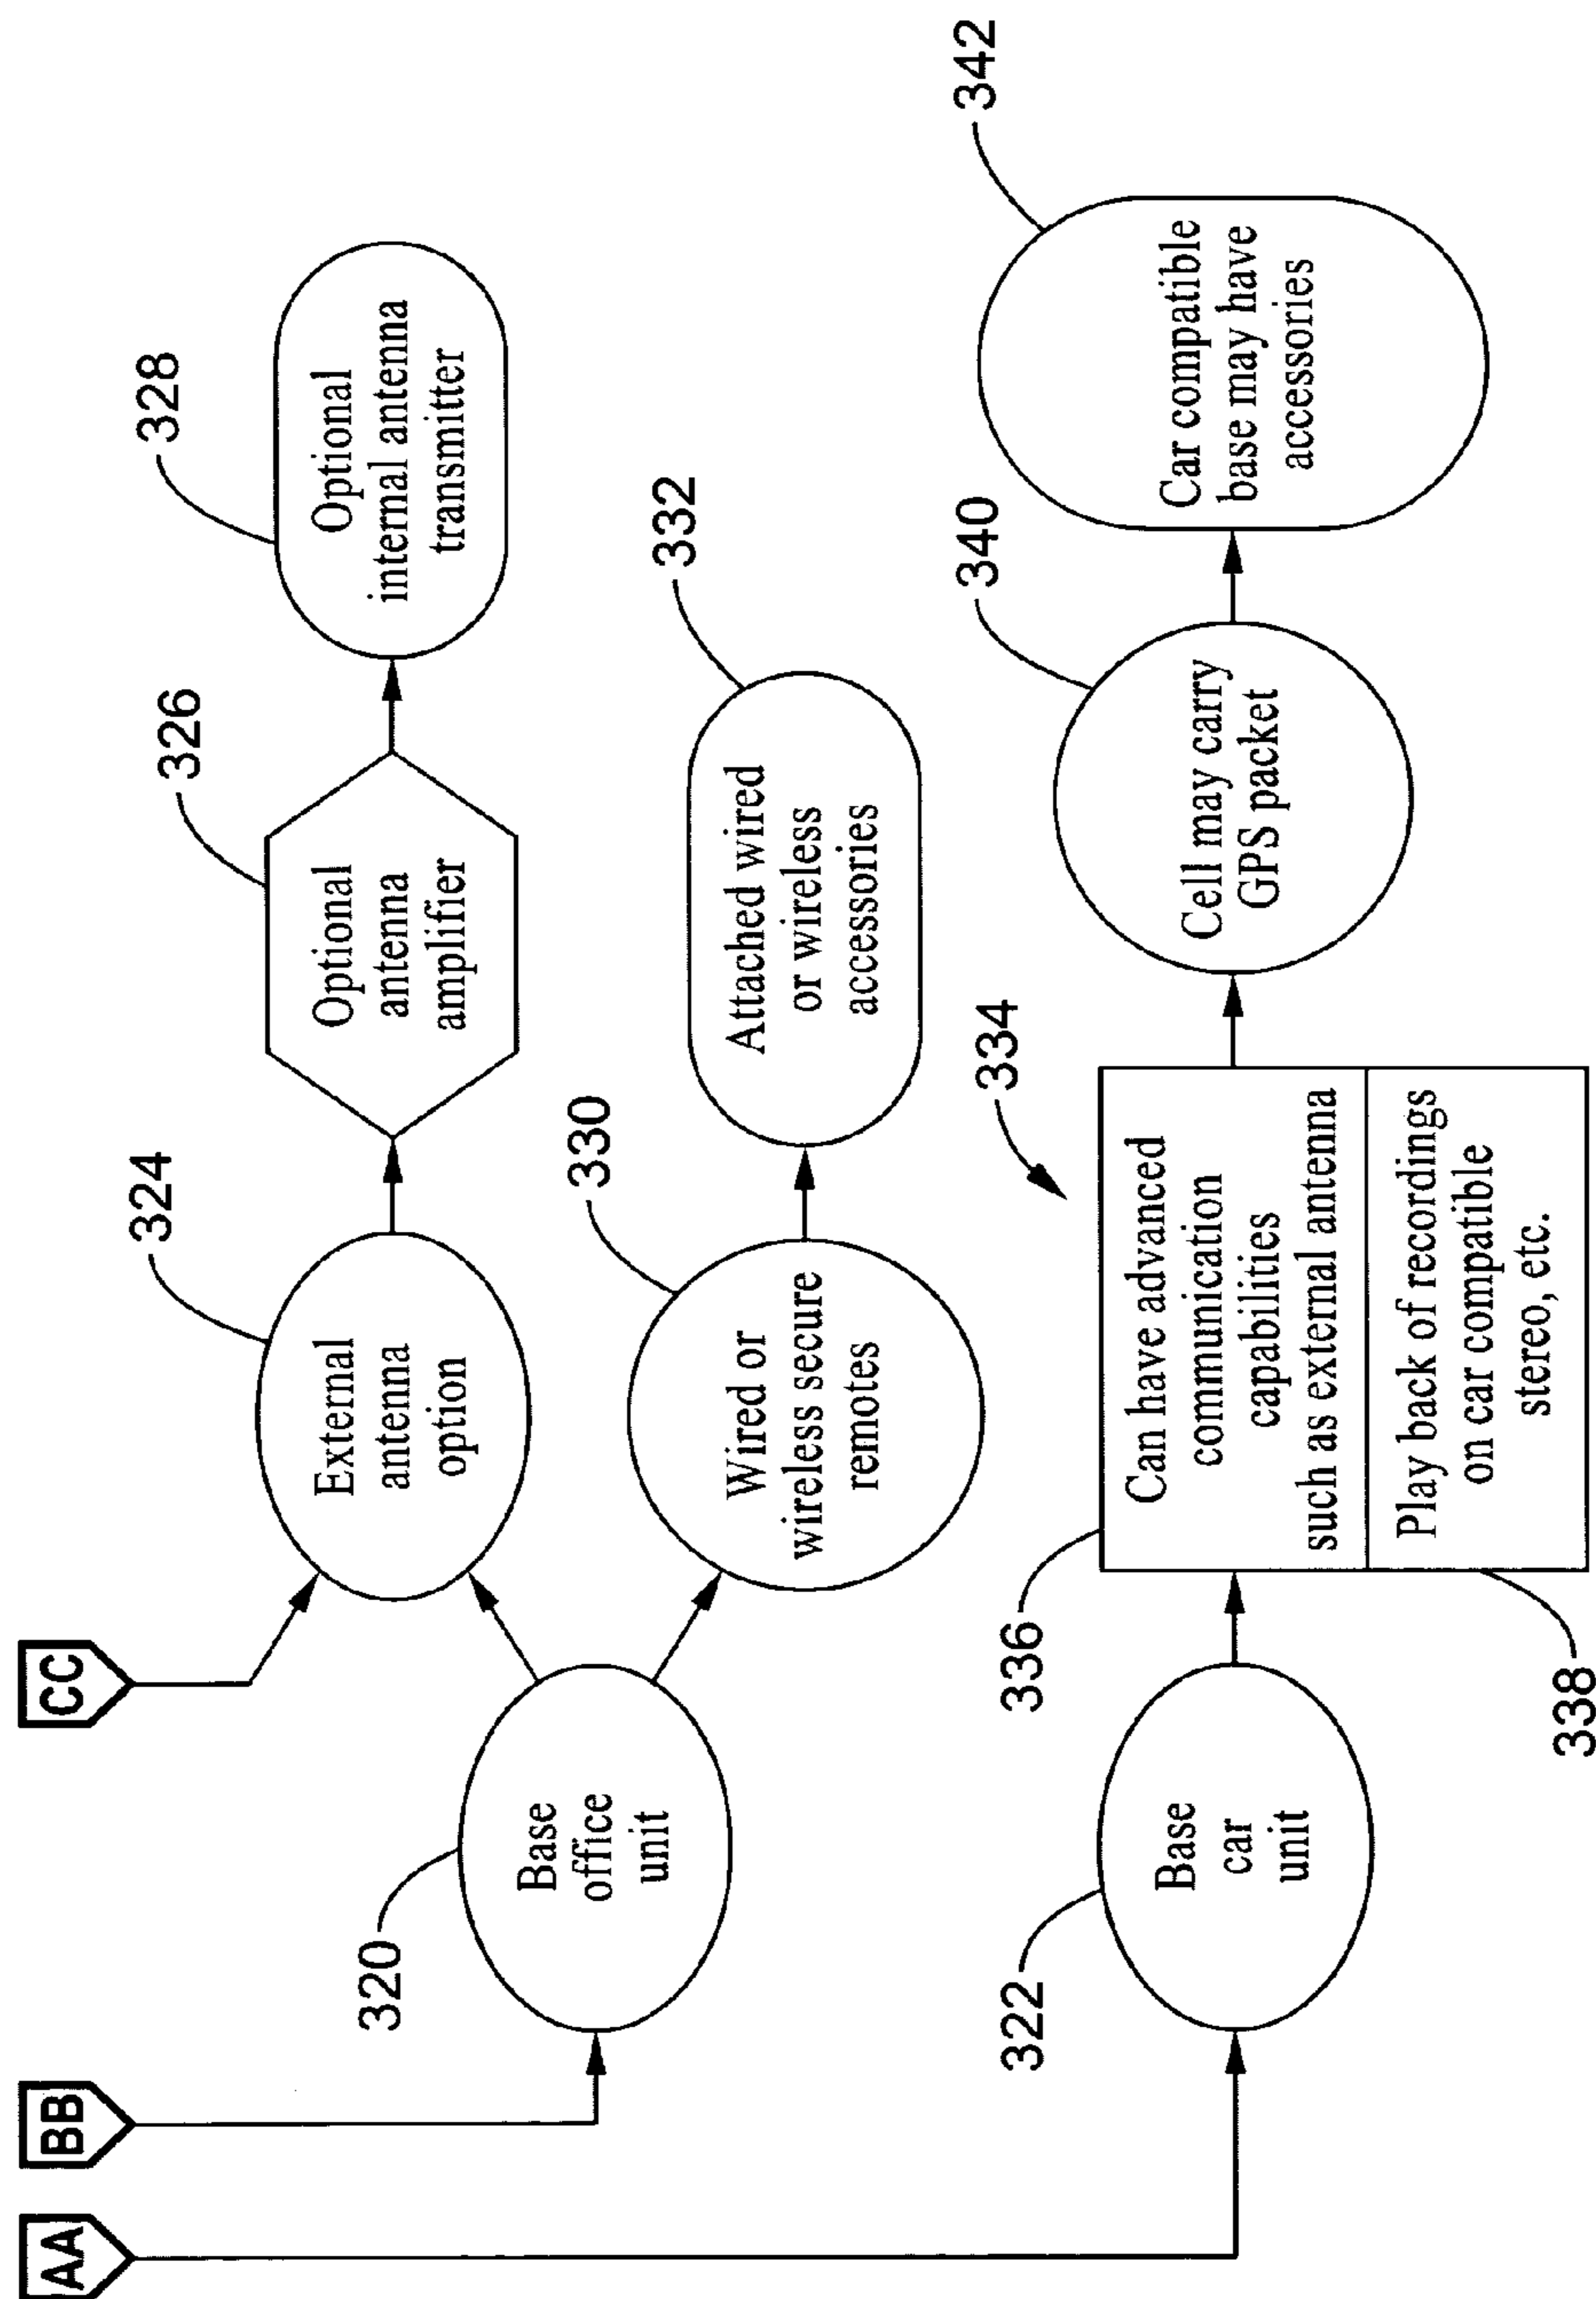 AA
BB
CC
320
Base
office
unit
324
External
antenna
option
326
Optional
antenna
amplifier
328
Optional
internal antenna
transmitter
330
Wired or
wireless secure
remotes
332
Attached wired
or wireless
accessories
322
Base
car
unit
334
336
Can have advanced
communication
capabilities
such as external antenna
338
Play back of recordings
on car compatible
stereo, etc.
340
Cell may carry
GPS packet
342
Car compatible
base may have
accessories